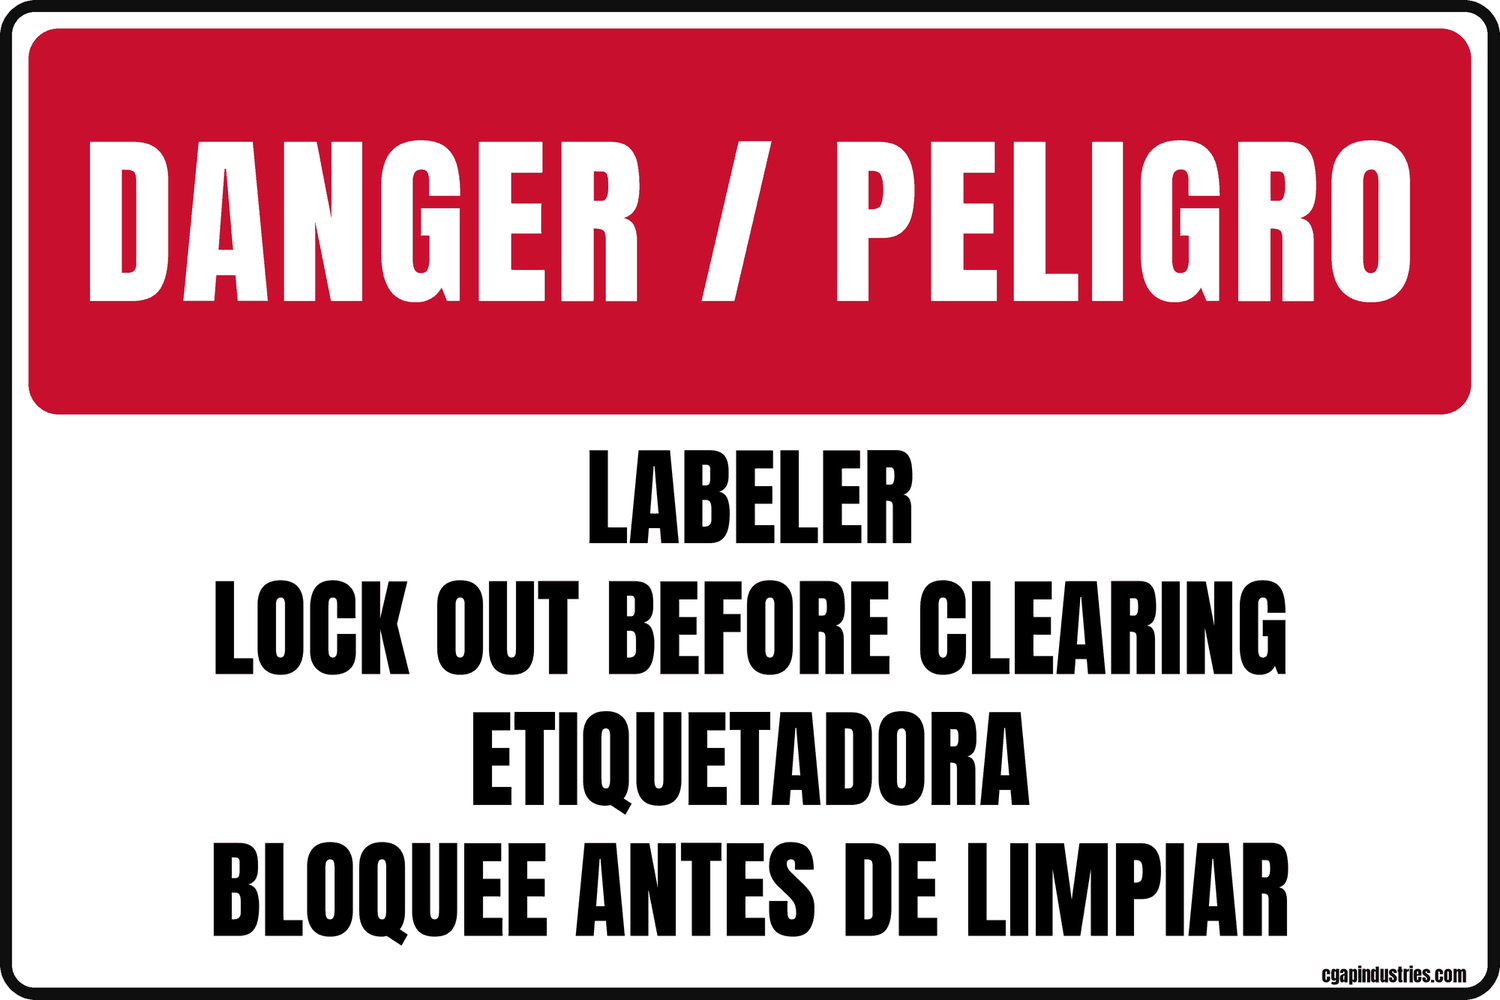 DANGER / PELIGRO
LABELER
LOCK OUT BEFORE CLEARING
ETIQUETADORA
BLOQUEE ANTES DE LIMPIAR
cgapindustries.com